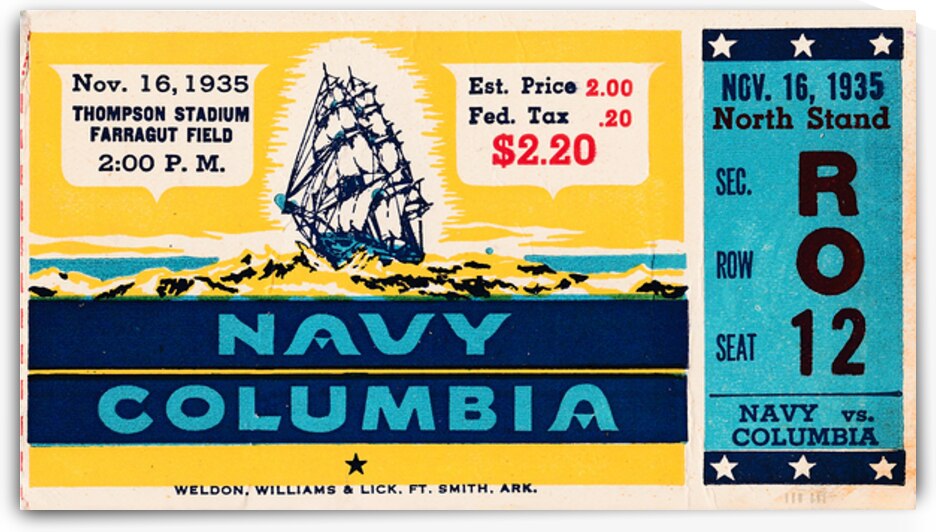 Nov. 16, 1935
THOMPSON STADIUM
FARRAGUT FIELD
2:00 P. M.
Est. Price 2.00
Fed. Tax .20
$2.20
NAVY
COLUMBIA
WELDON, WILLIAMS & LICK, FT. SMITH, ARK.
NOV. 16, 1935
North Stand
SEC. R
ROW O
SEAT 12
NAVY vs.
COLUMBIA